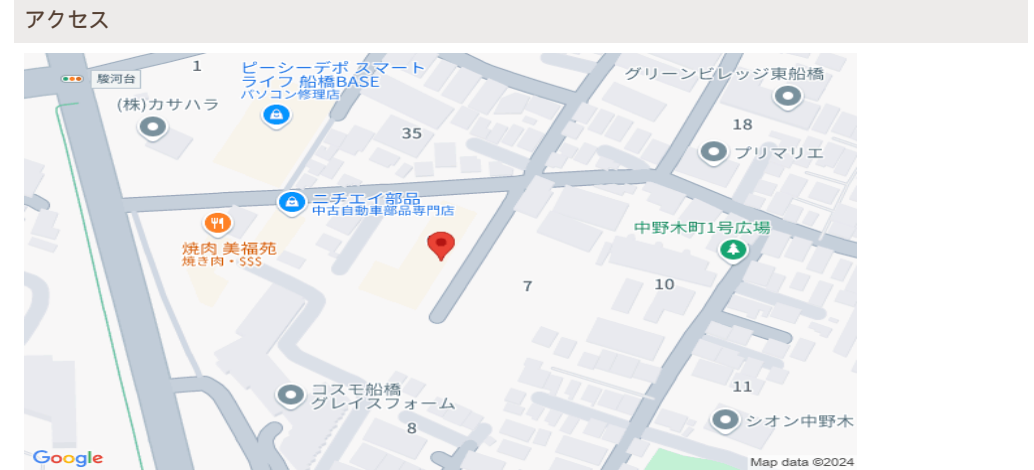 アクセス
駿河台
1
ピーシーデポ スマート
ライフ 船橋BASE
パソコン修理店
グリーンビレッジ東船橋
(株)カサハラ
35
18
プリマリエ
ニチエイ部品
中古自動車部品専門店
中野木町1号広場
焼肉 美福苑
焼き肉・$$$
7
10
コスモ船橋
グレイスフォーム
11
8
シオン中野木
Google
Map data ©2024